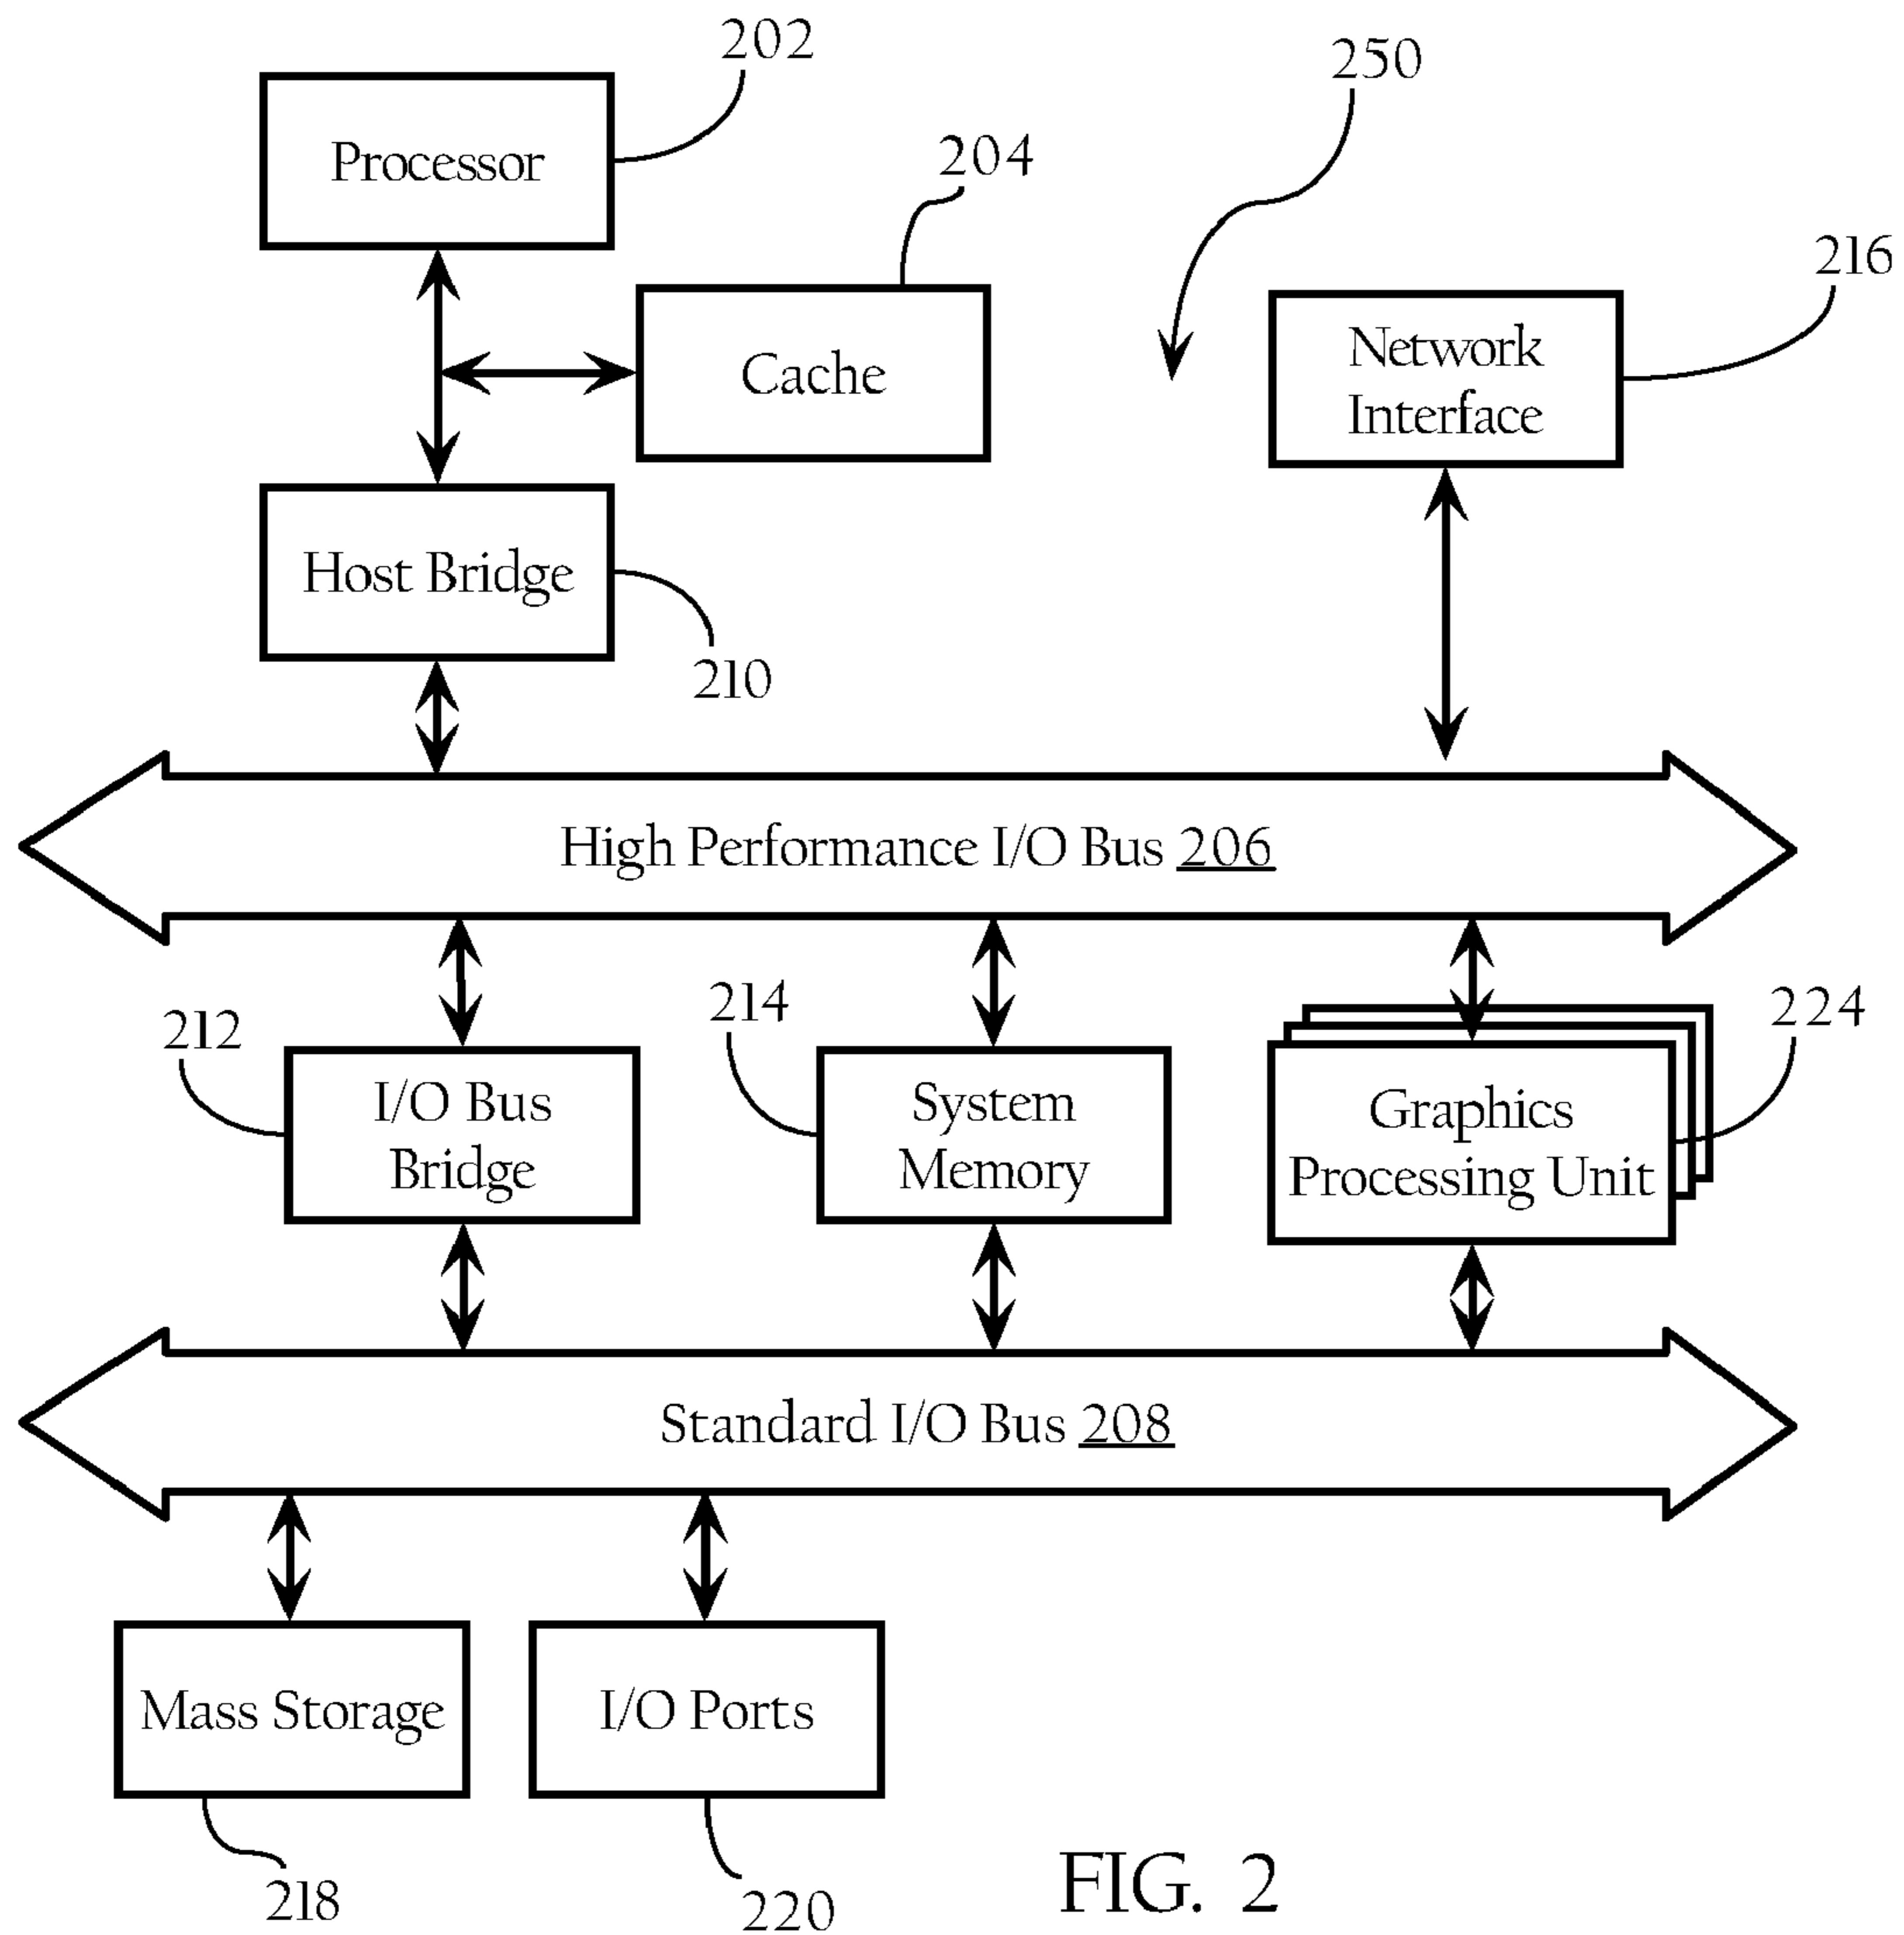 202
250
Processor
204
216
Cache
Network
Interface
Host Bridge
210
High Performance I/O Bus 206
212
214
224
I/O Bus
Bridge
System
Memory
Graphics
Processing Unit
Standard I/O Bus 208
Mass Storage
I/O Ports
218
220
FIG. 2